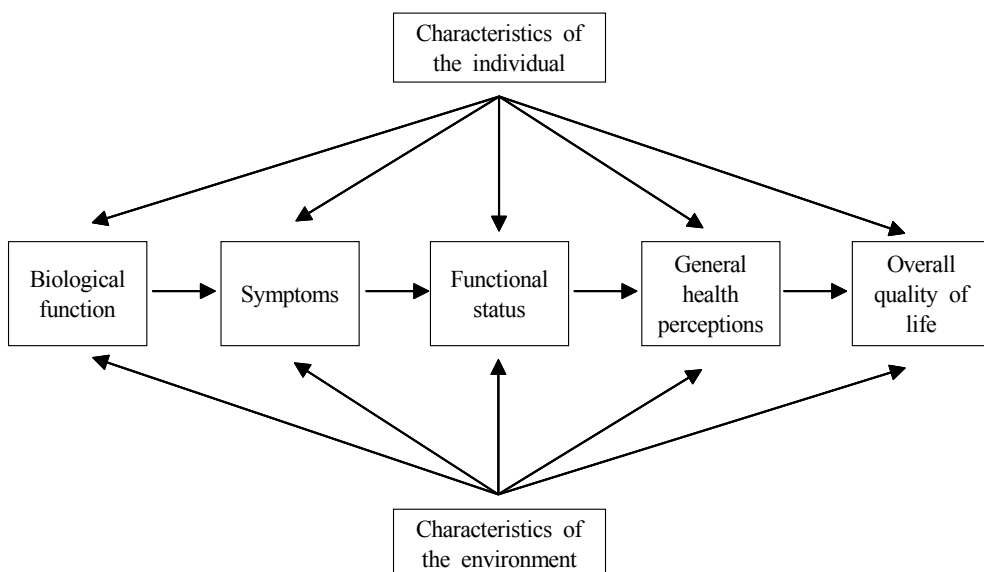 Characteristics of
the individual
Biological
function
Symptoms
Functional
status
General
health
perceptions
Overall
quality of
life
Characteristics of
the environment